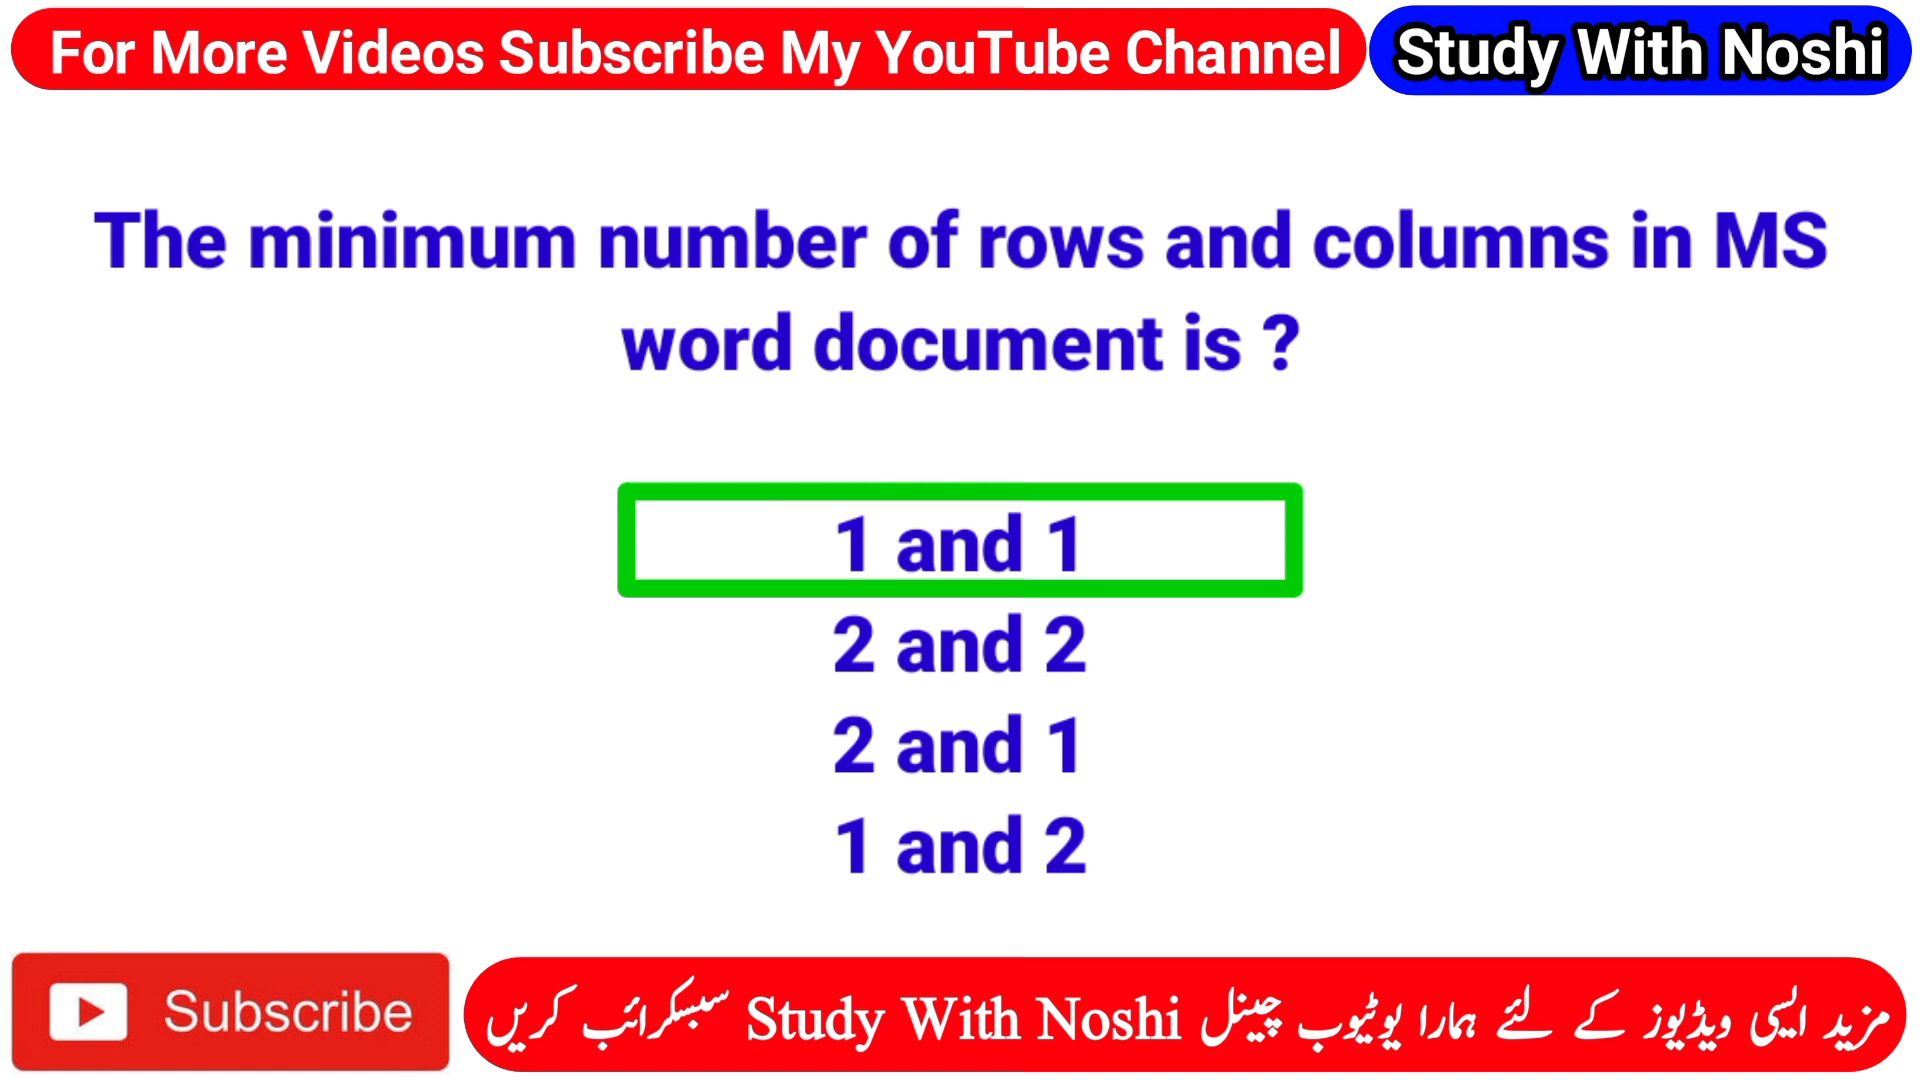 For More Videos Subscribe My YouTube Channel
Study With Noshi
The minimum number of rows and columns in MS
word document is ?
1 and 1
2 and 2
2 and 1
1 and 2
Subscribe
مزید ایسی ویڈیوز کے لئے ہمارا یوٹیوب چینل Study With Noshi سبسکرائب کریں